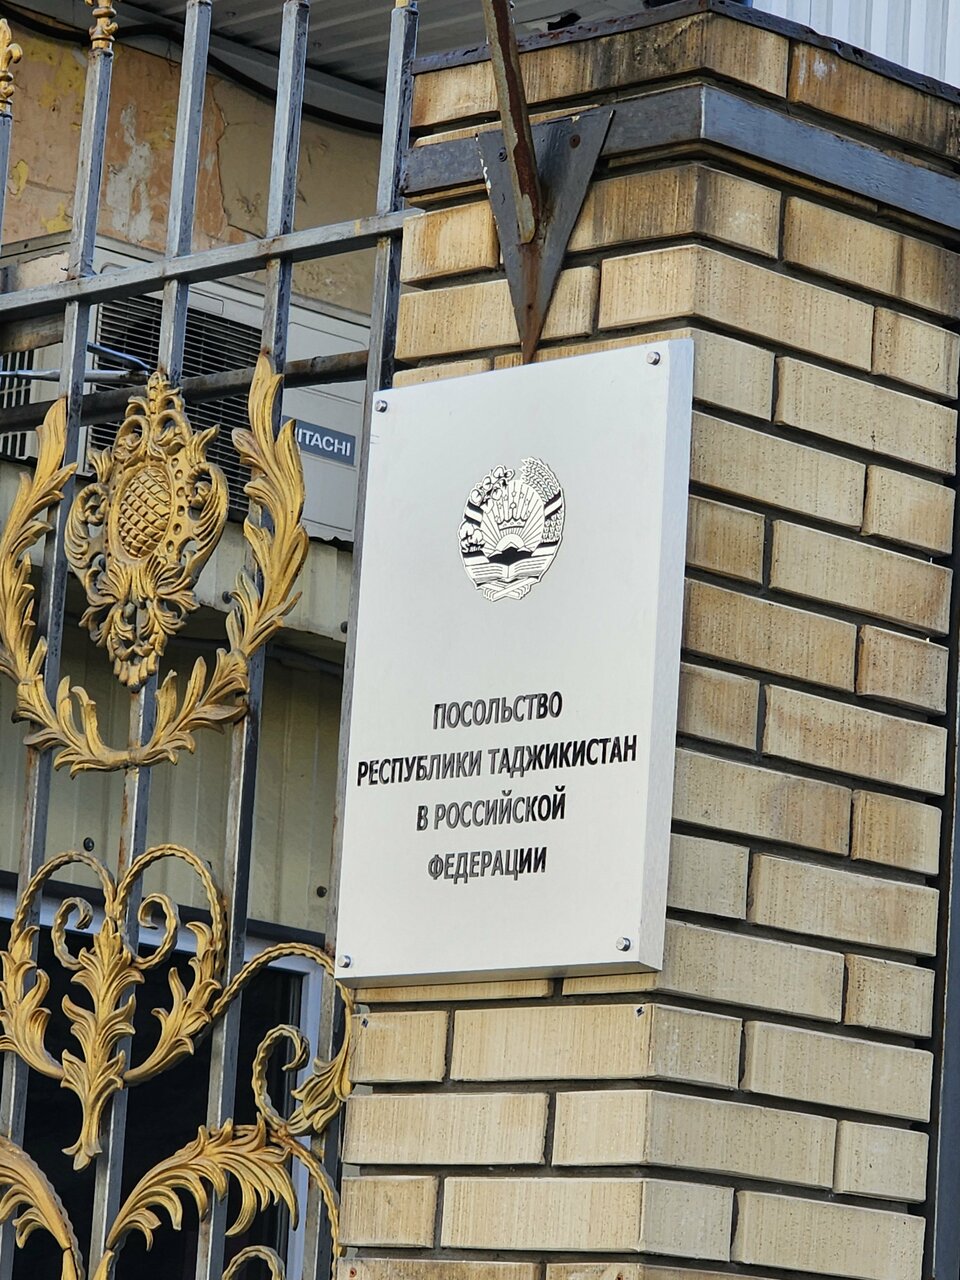 HITACHI
ПОСОЛЬСТВО
РЕСПУБЛИКИ ТАДЖИКИСТАН
В РОССИЙСКОЙ
ФЕДЕРАЦИИ